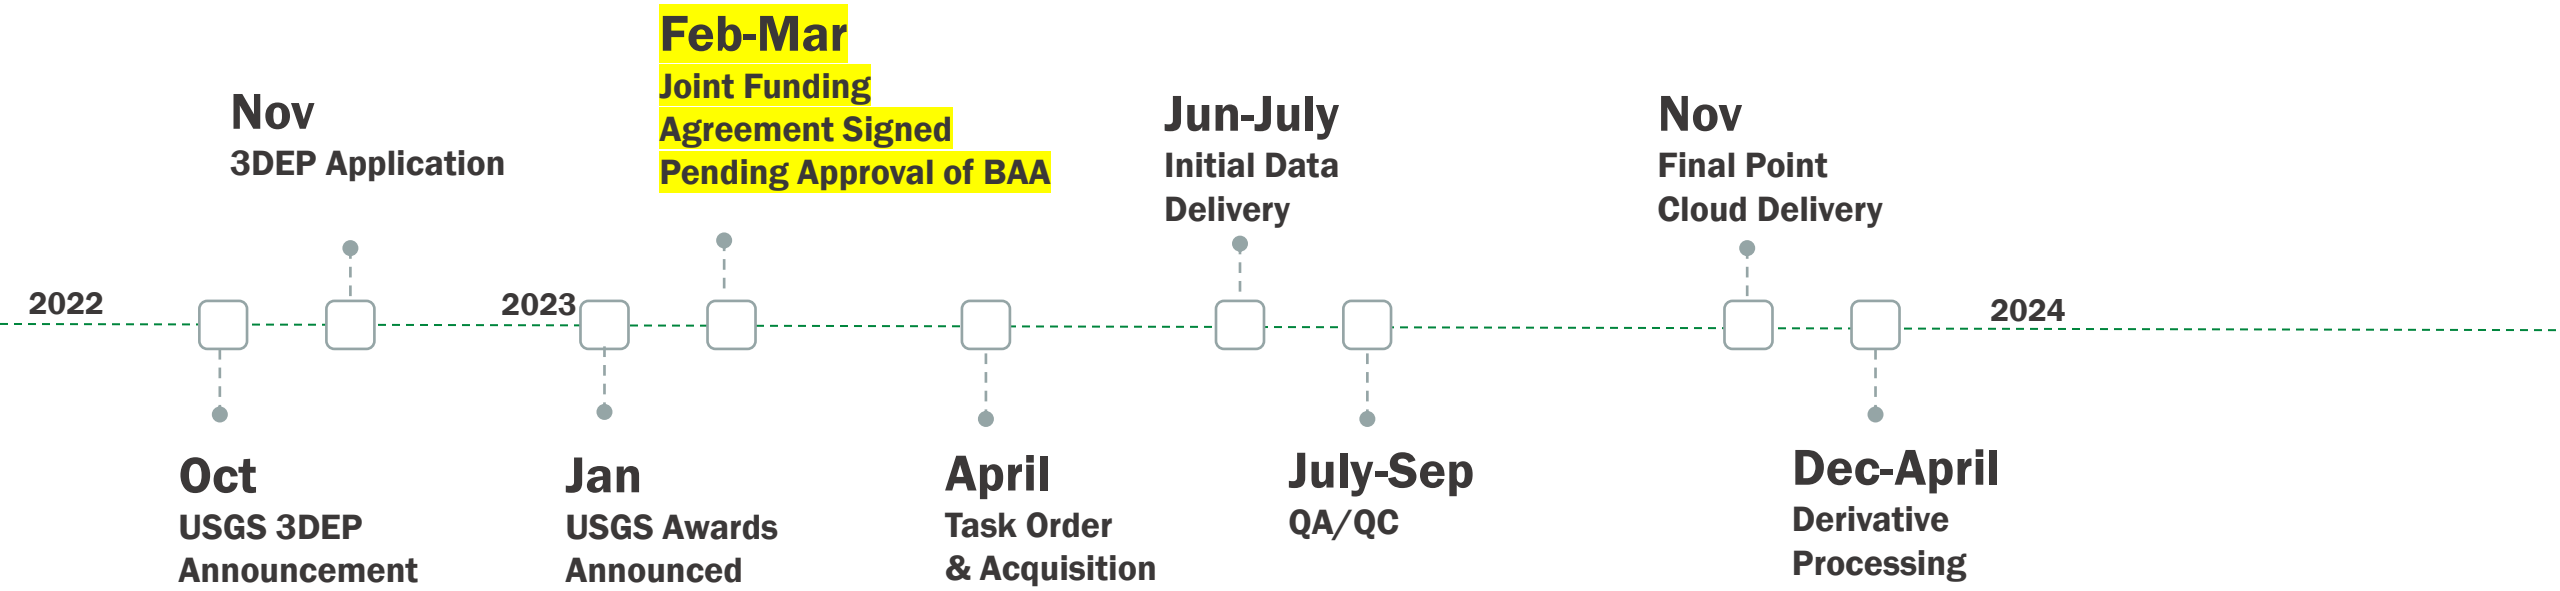 Feb-Mar
Joint Funding
Agreement Signed
Pending Approval of BAA
Nov
3DEP Application
Jun-July
Initial Data
Delivery
Nov
Final Point
Cloud Delivery
2022
2023
2024
Oct
USGS 3DEP
Announcement
Jan
USGS Awards
Announced
April
Task Order
& Acquisition
July-Sep
QA/QC
Dec-April
Derivative
Processing